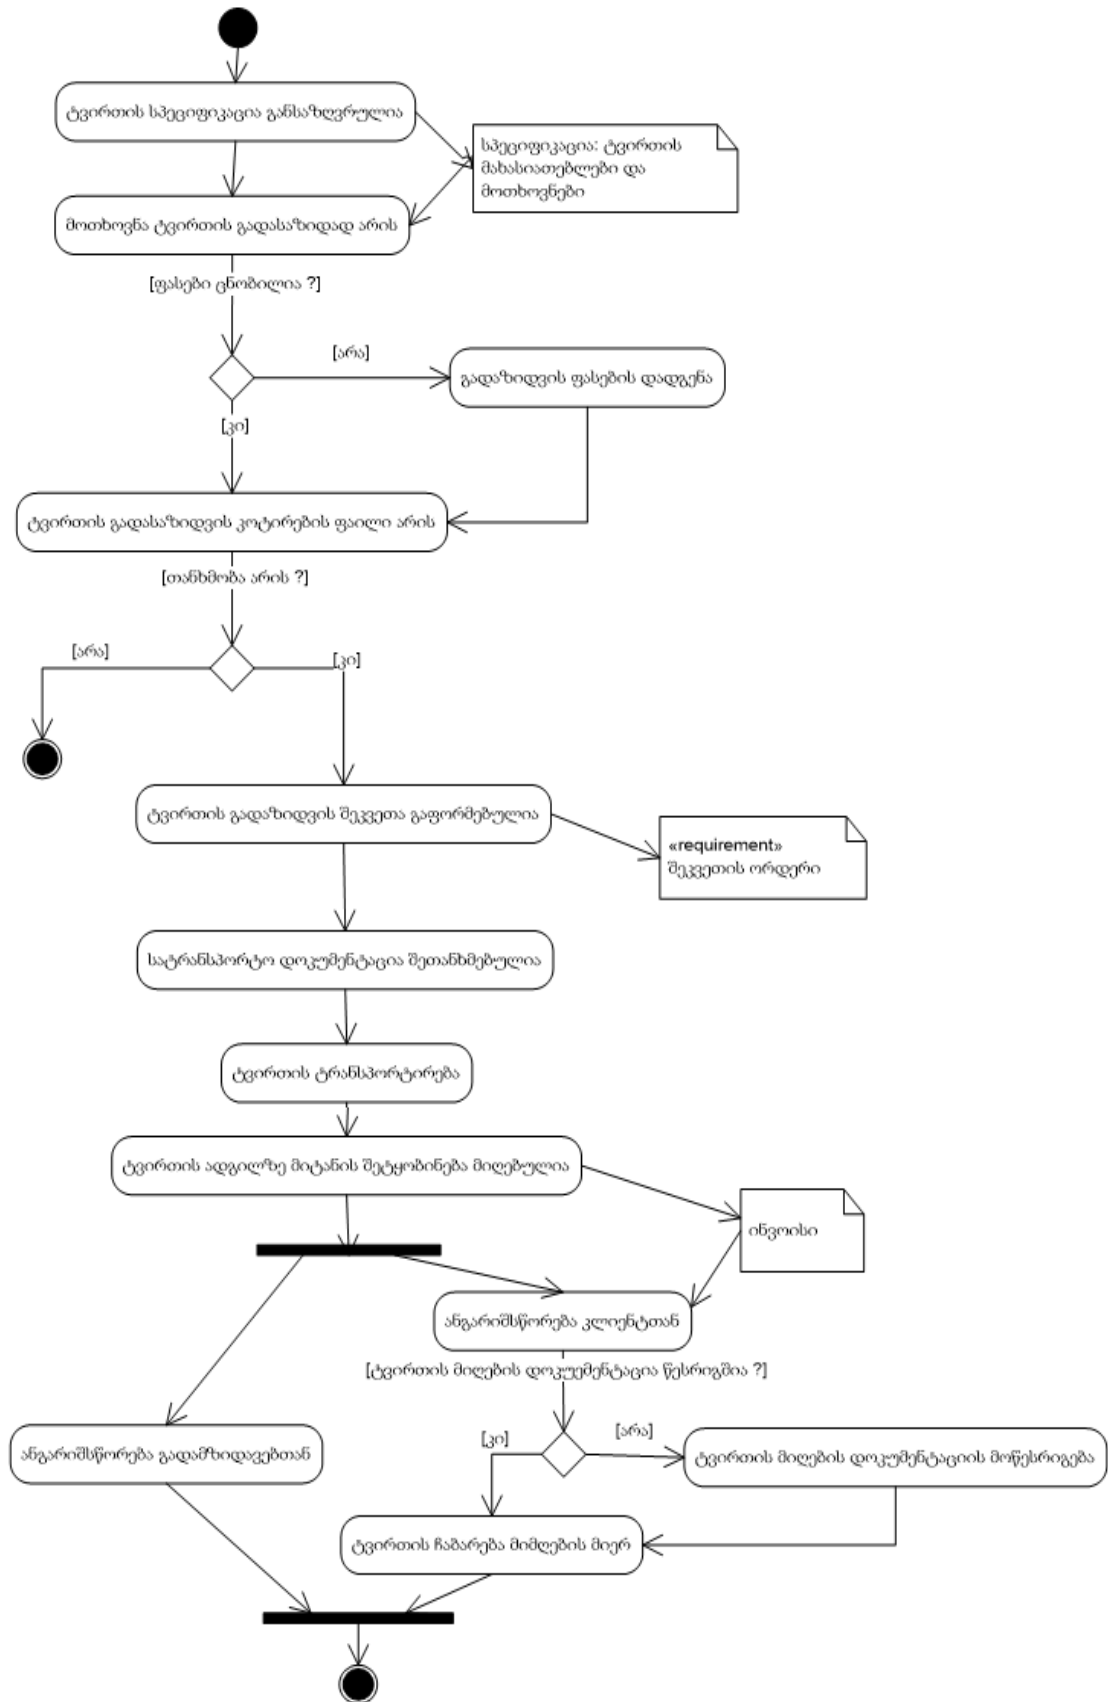 ტვირთის სპეციფიკაცია განსაზღვრულია
სპეციფიკაცია: ტვირთის
მახასიათებლები და
მოთხოვნები
მოთხოვნა ტვირთის გადასაზიდად არის
[ფასები ცნობილია ?]
[არა]
გადაზიდვის ფასების დადგენა
[კი]
ტვირთის გადასაზიდვის კოტირების ფაილი არის
[თანხმობა არის ?]
[არა]
[კი]
ტვირთის გადაზიდვის შეკვეთა გაფორმებულია
«requirement»
შეკვეთის ორდერი
სატრანსპორტო დოკუმენტაცია შეთანხმებულია
ტვირთის ტრანსპორტირება
ტვირთის ადგილზე მიტანის შეტყობინება მიღებულია
ინვოისი
ანგარიშსწორება კლიენტთან
[ტვირთის მიღების დოკუემენტაცია წესრიგშია ?]
[კი]
[არა]
ანგარიშსწორება გადამზიდავებთან
ტვირთის მიღების დოკუმენტაციის მოწესრიგება
ტვირთის ჩაბარება მიმღების მიერ